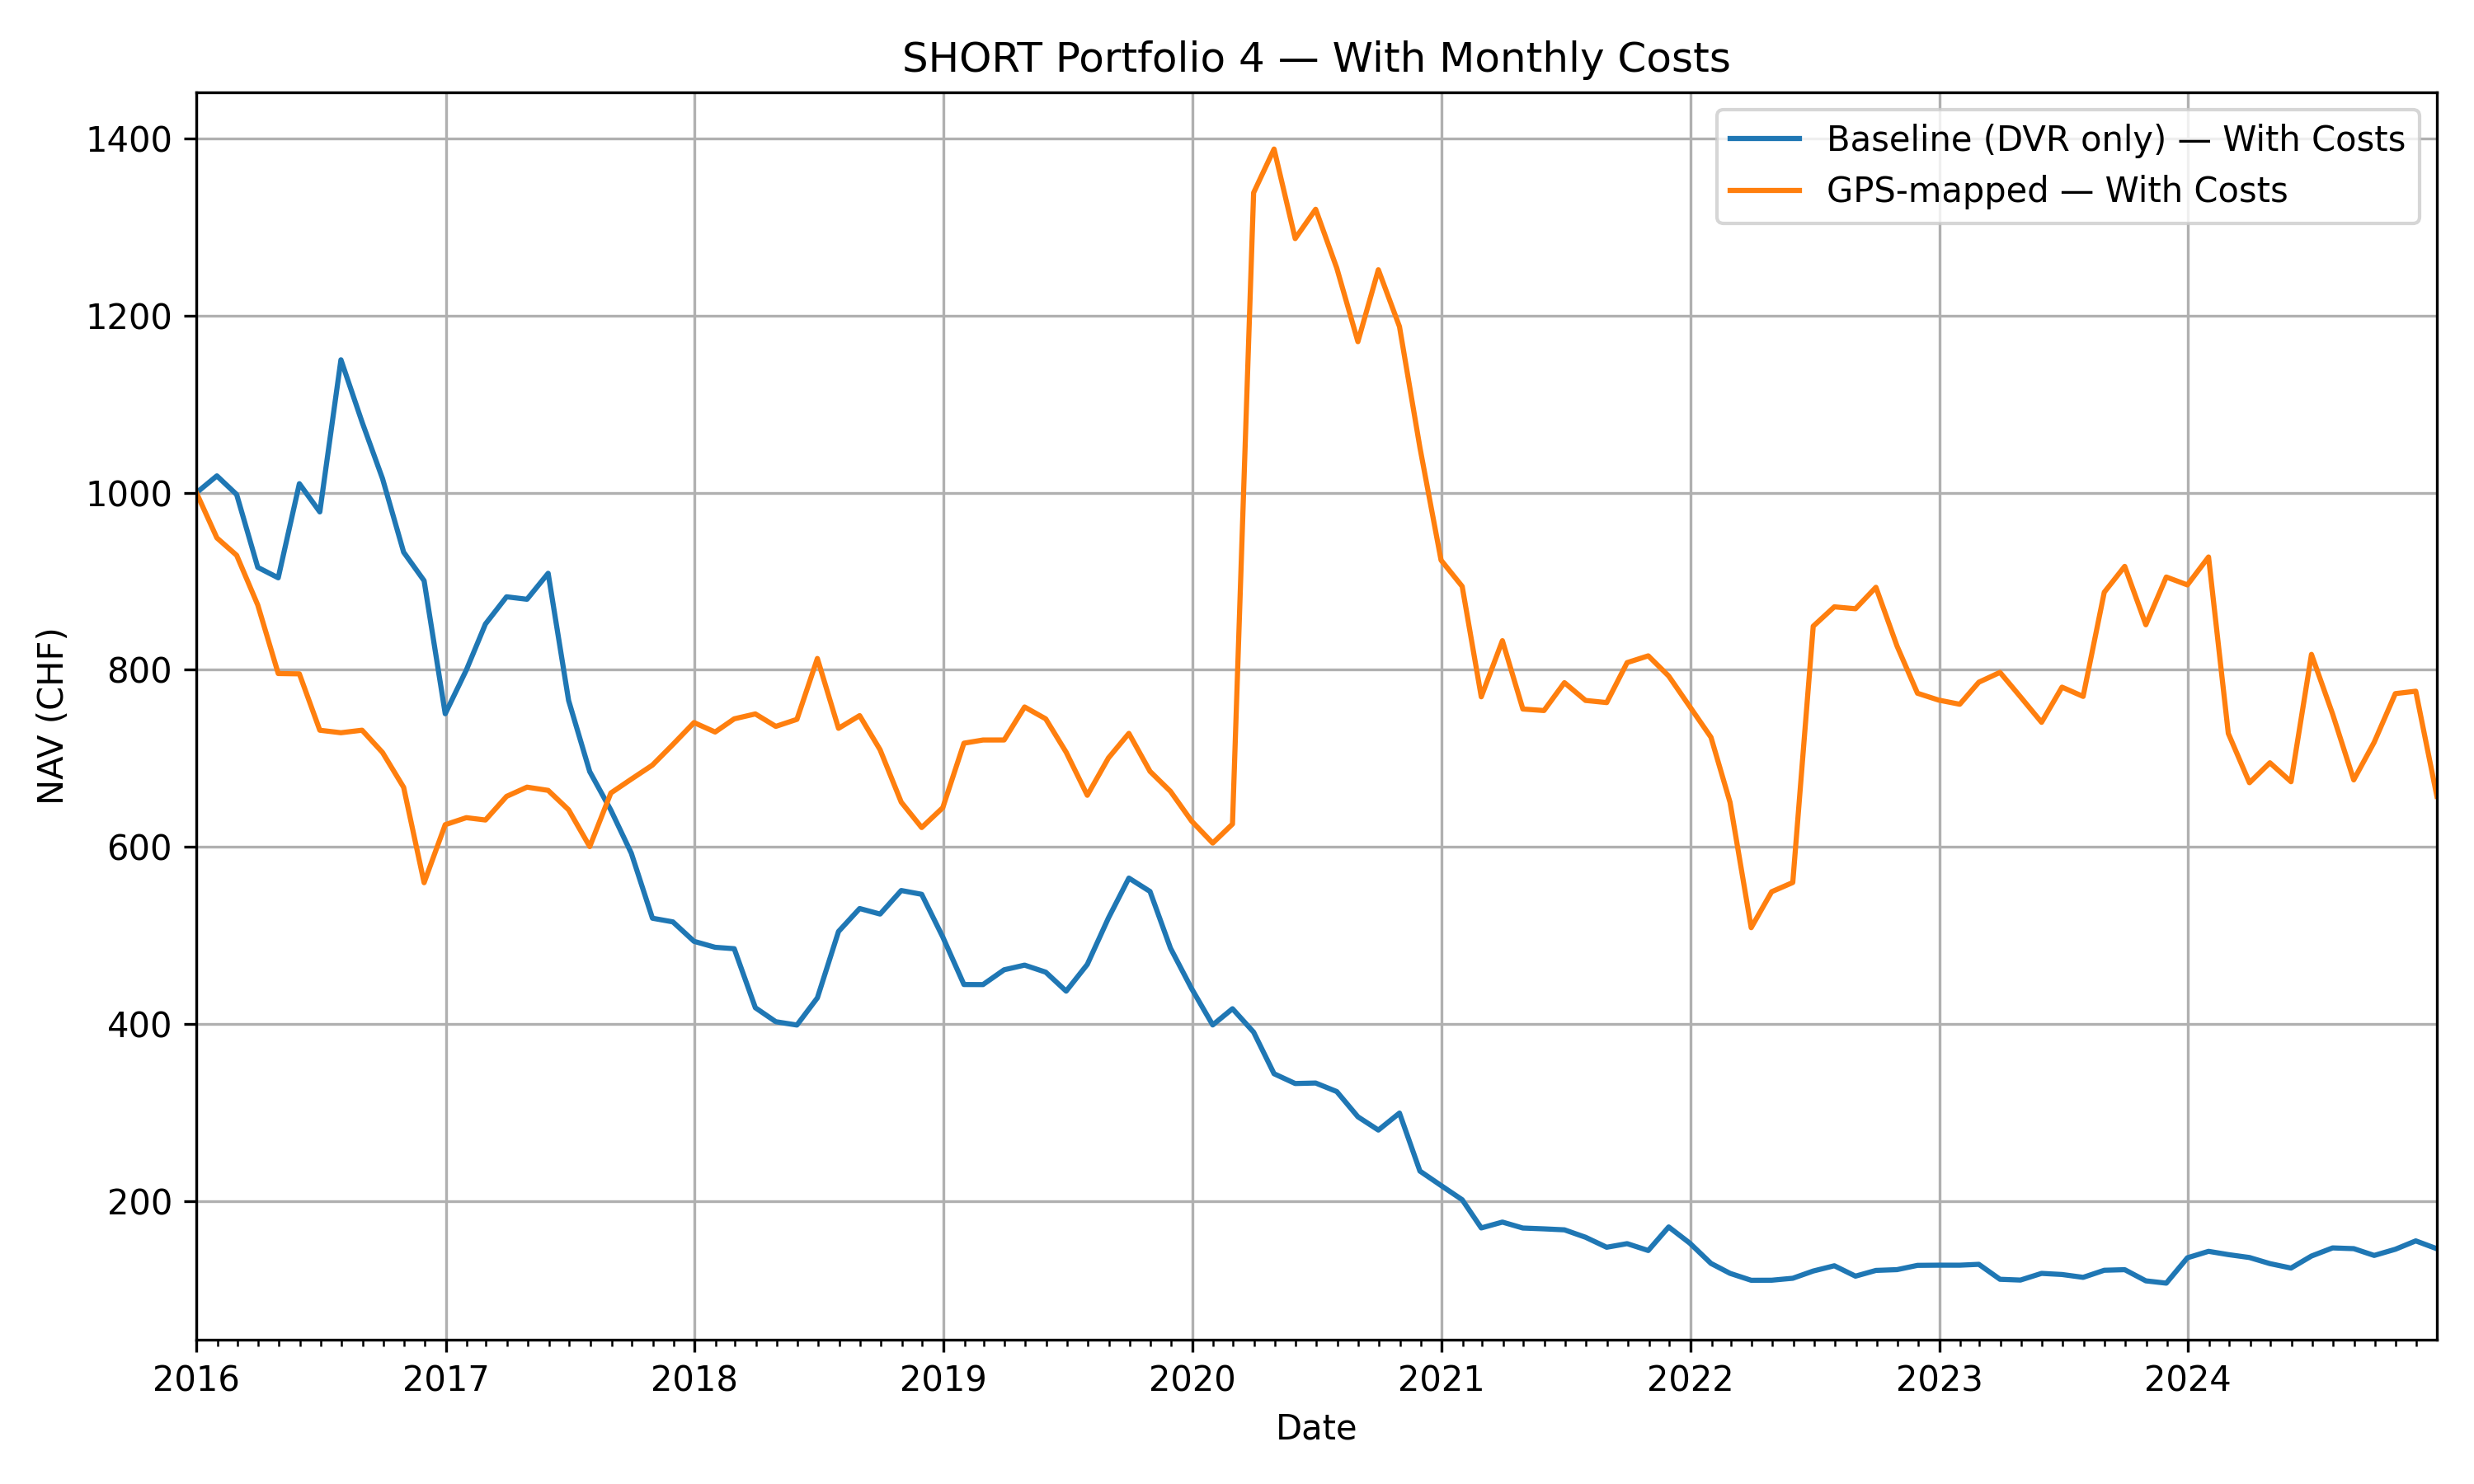 SHORT Portfolio 4 — With Monthly Costs
Baseline (DVR only) — With Costs
GPS-mapped — With Costs
NAV (CHF)
1400
1200
1000
800
600
400
200
2016 2017 2018 2019 2020 2021 2022 2023 2024
Date